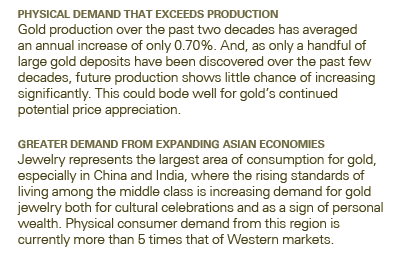 PHYSICAL DEMAND THAT EXCEEDS PRODUCTION
Gold production over the past two decades has averaged
an annual increase of only 0.70%. And, as only a handful of
large gold deposits have been discovered over the past few
decades, future production shows little chance of increasing
significantly. This could bode well for gold's continued
potential price appreciation.
GREATER DEMAND FROM EXPANDING ASIAN ECONOMIES
Jewelry represents the largest area of consumption for gold,
especially in China and India, where the rising standards of
living among the middle class is increasing demand for gold
jewelry both for cultural celebrations and as a sign of personal
wealth. Physical consumer demand from this region is
currently more than 5 times that of Western markets.